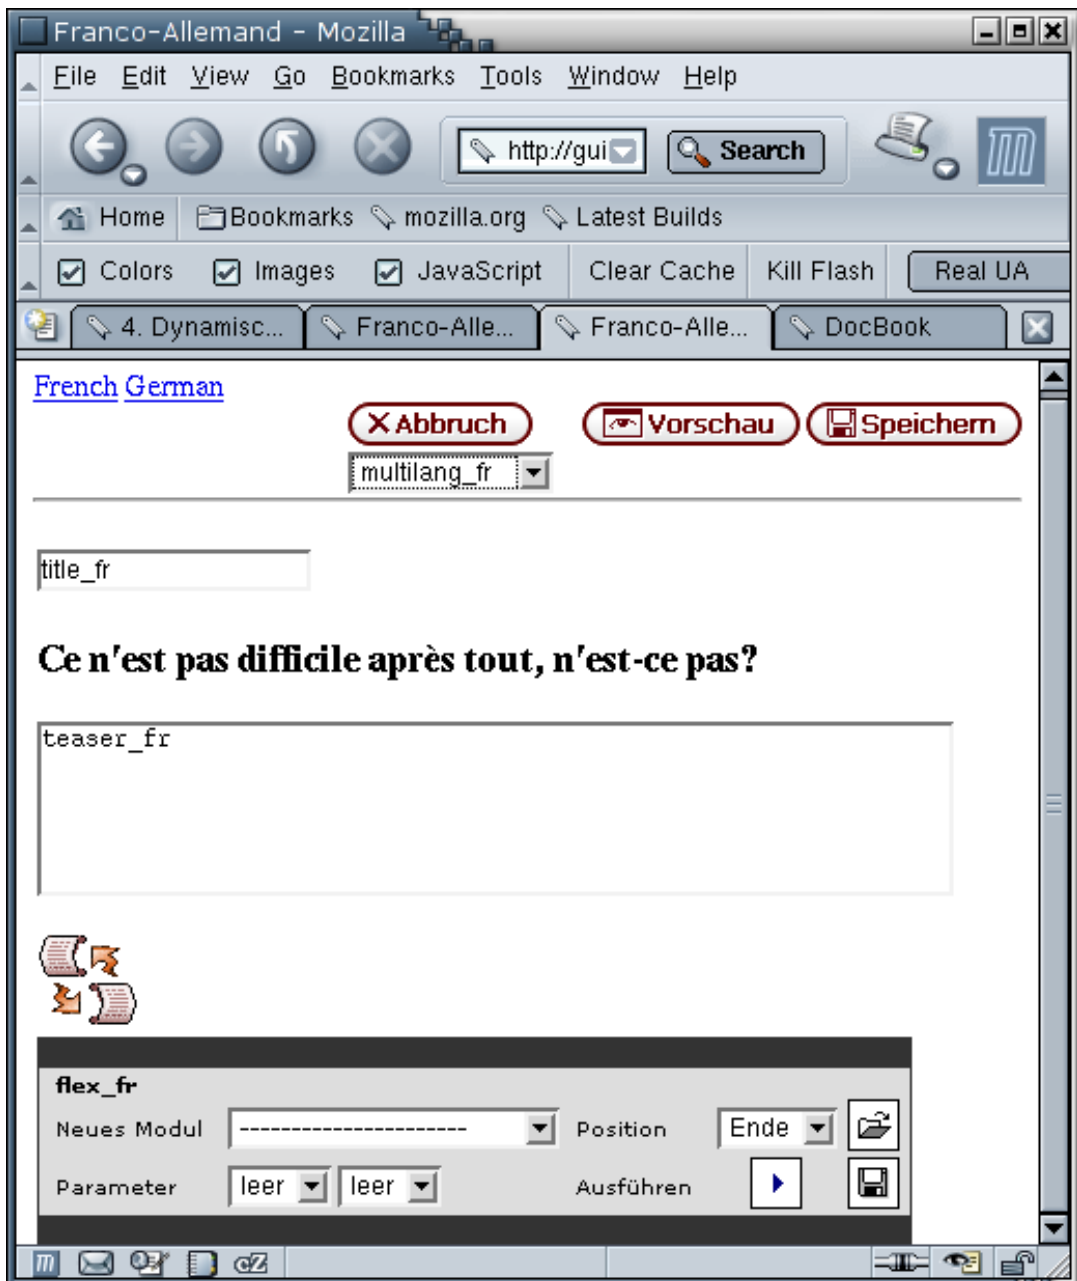 Franco-Allemand - Mozilla
File Edit View Go Bookmarks Tools Window Help
http://gui Search
Home Bookmarks mozilla.org Latest Builds
Colors Images JavaScript Clear Cache Kill Flash Real UA
4. Dynamisc... Franco-Alle... Franco-Alle... DocBook
French German
Abbruch Vorschau Speichern
multilang_fr
title_fr
Ce n'est pas difficile après tout, n'est-ce pas?
teaser_fr
flex_fr
Neues Modul ---------------------- Position Ende
Parameter leer leer Ausführen